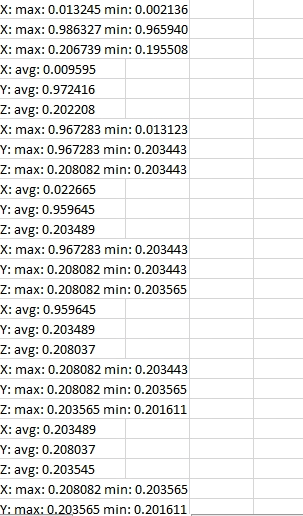 X: max: 0.013245 min: 0.002136
X: max: 0.986327 min: 0.965940
X: max: 0.206739 min: 0.195508
X: avg: 0.009595
Y: avg: 0.972416
Z: avg: 0.202208
X: max: 0.967283 min: 0.013123
Y: max: 0.967283 min: 0.203443
Z: max: 0.208082 min: 0.203443
X: avg: 0.022665
Y: avg: 0.959645
Z: avg: 0.203489
X: max: 0.967283 min: 0.203443
Y: max: 0.208082 min: 0.203443
Z: max: 0.208082 min: 0.203565
X: avg: 0.959645
Y: avg: 0.203489
Z: avg: 0.208037
X: max: 0.208082 min: 0.203443
Y: max: 0.208082 min: 0.203565
Z: max: 0.203565 min: 0.201611
X: avg: 0.203489
Y: avg: 0.208037
Z: avg: 0.203545
X: max: 0.208082 min: 0.203565
Y: max: 0.203565 min: 0.201611